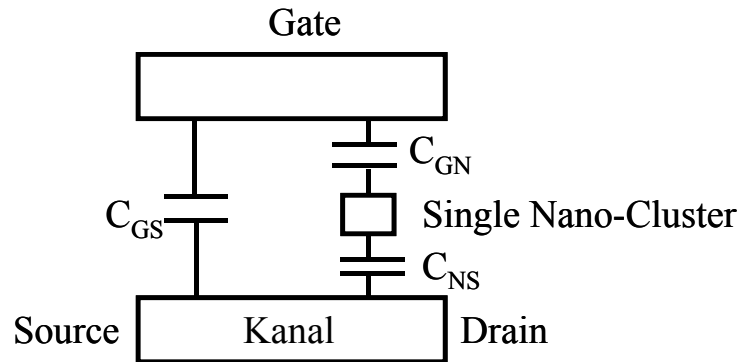 Gate
C_GN
C_GS
Single Nano-Cluster
C_NS
Source
Kanal
Drain